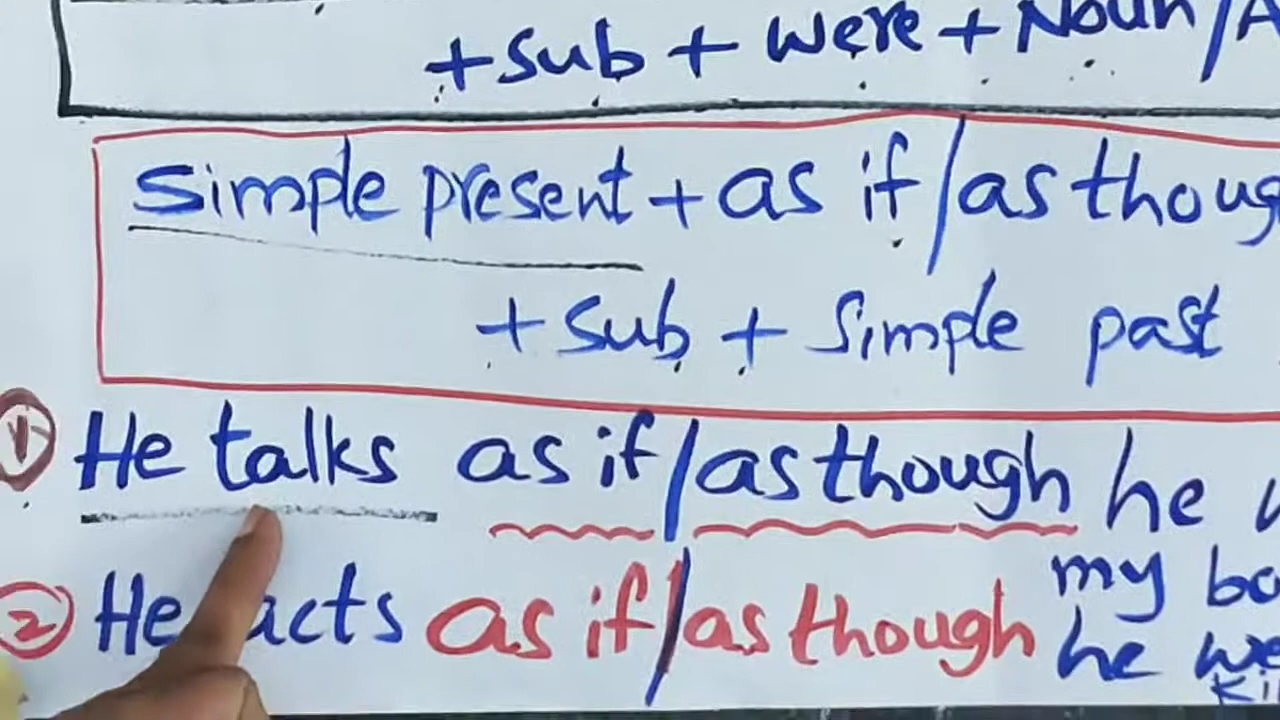 + Sub + Were + Noun /
Simple present + as if / as thoug
+ Sub + Simple past
1 He talks as if / as though he
my
2 He acts as if / as though he